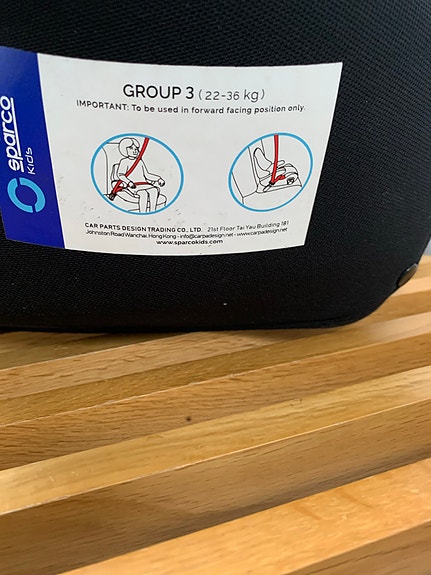 sparco
Kids
GROUP 3 (22-36 kg)
IMPORTANT: To be used in forward facing position only.
CAR PARTS DESIGN TRADING CO., LTD. 21st Floor Tai Yau Building 181
Johnston Road Wanchai, Hong Kong - info@carpadesign.net - www.carpadesign.net
www.sparcokids.com